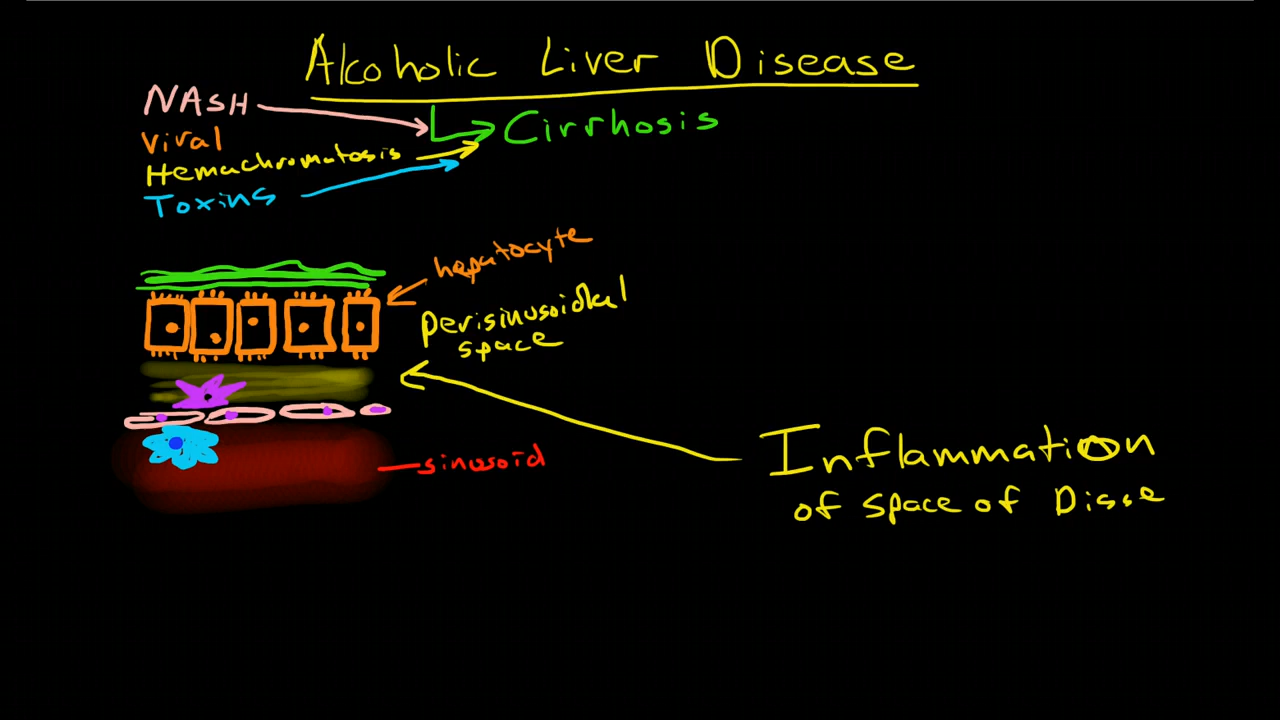 Alcoholic Liver Disease
NASH
Viral
Hemachromatosis
Toxins
Cirrhosis
hepatocyte
perisinusoidal
space
sinusoid
Inflammation
of space of Disse